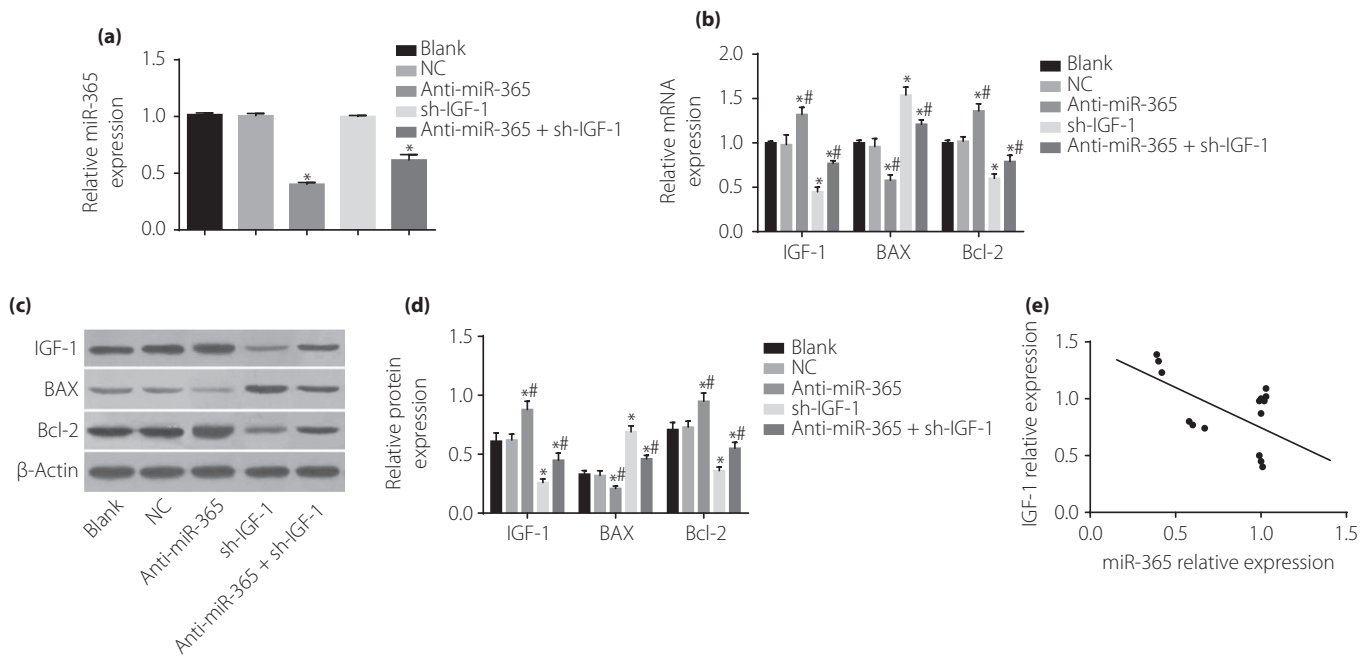 (a)
Relative miR-365
expression
1.5
1.0
0.5
0.0
*
*
Blank
NC
Anti-miR-365
sh-IGF-1
Anti-miR-365 + sh-IGF-1
(b)
Relative mRNA
expression
2.0
1.5
1.0
0.5
0.0
*#
*
*#
*#
*
*#
*#
*
*#
IGF-1
BAX
Bcl-2
Blank
NC
Anti-miR-365
sh-IGF-1
Anti-miR-365 + sh-IGF-1
(c)
IGF-1
BAX
Bcl-2
β-Actin
Blank
NC
Anti-miR-365
sh-IGF-1
Anti-miR-365 + sh-IGF-1
(d)
Relative protein
expression
1.5
1.0
0.5
0.0
*#
*
*#
*#
*
*#
*#
*
*#
IGF-1
BAX
Bcl-2
Blank
NC
Anti-miR-365
sh-IGF-1
Anti-miR-365 + sh-IGF-1
(e)
IGF-1 relative expression
1.5
1.0
0.5
0.0
0.0
0.5
1.0
1.5
miR-365 relative expression